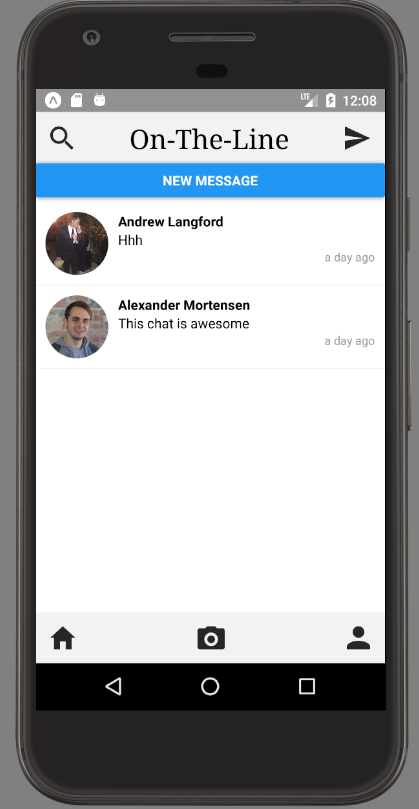 LTE 12:08
On-The-Line
NEW MESSAGE
Andrew Langford
Hhh
a day ago
Alexander Mortensen
This chat is awesome
a day ago